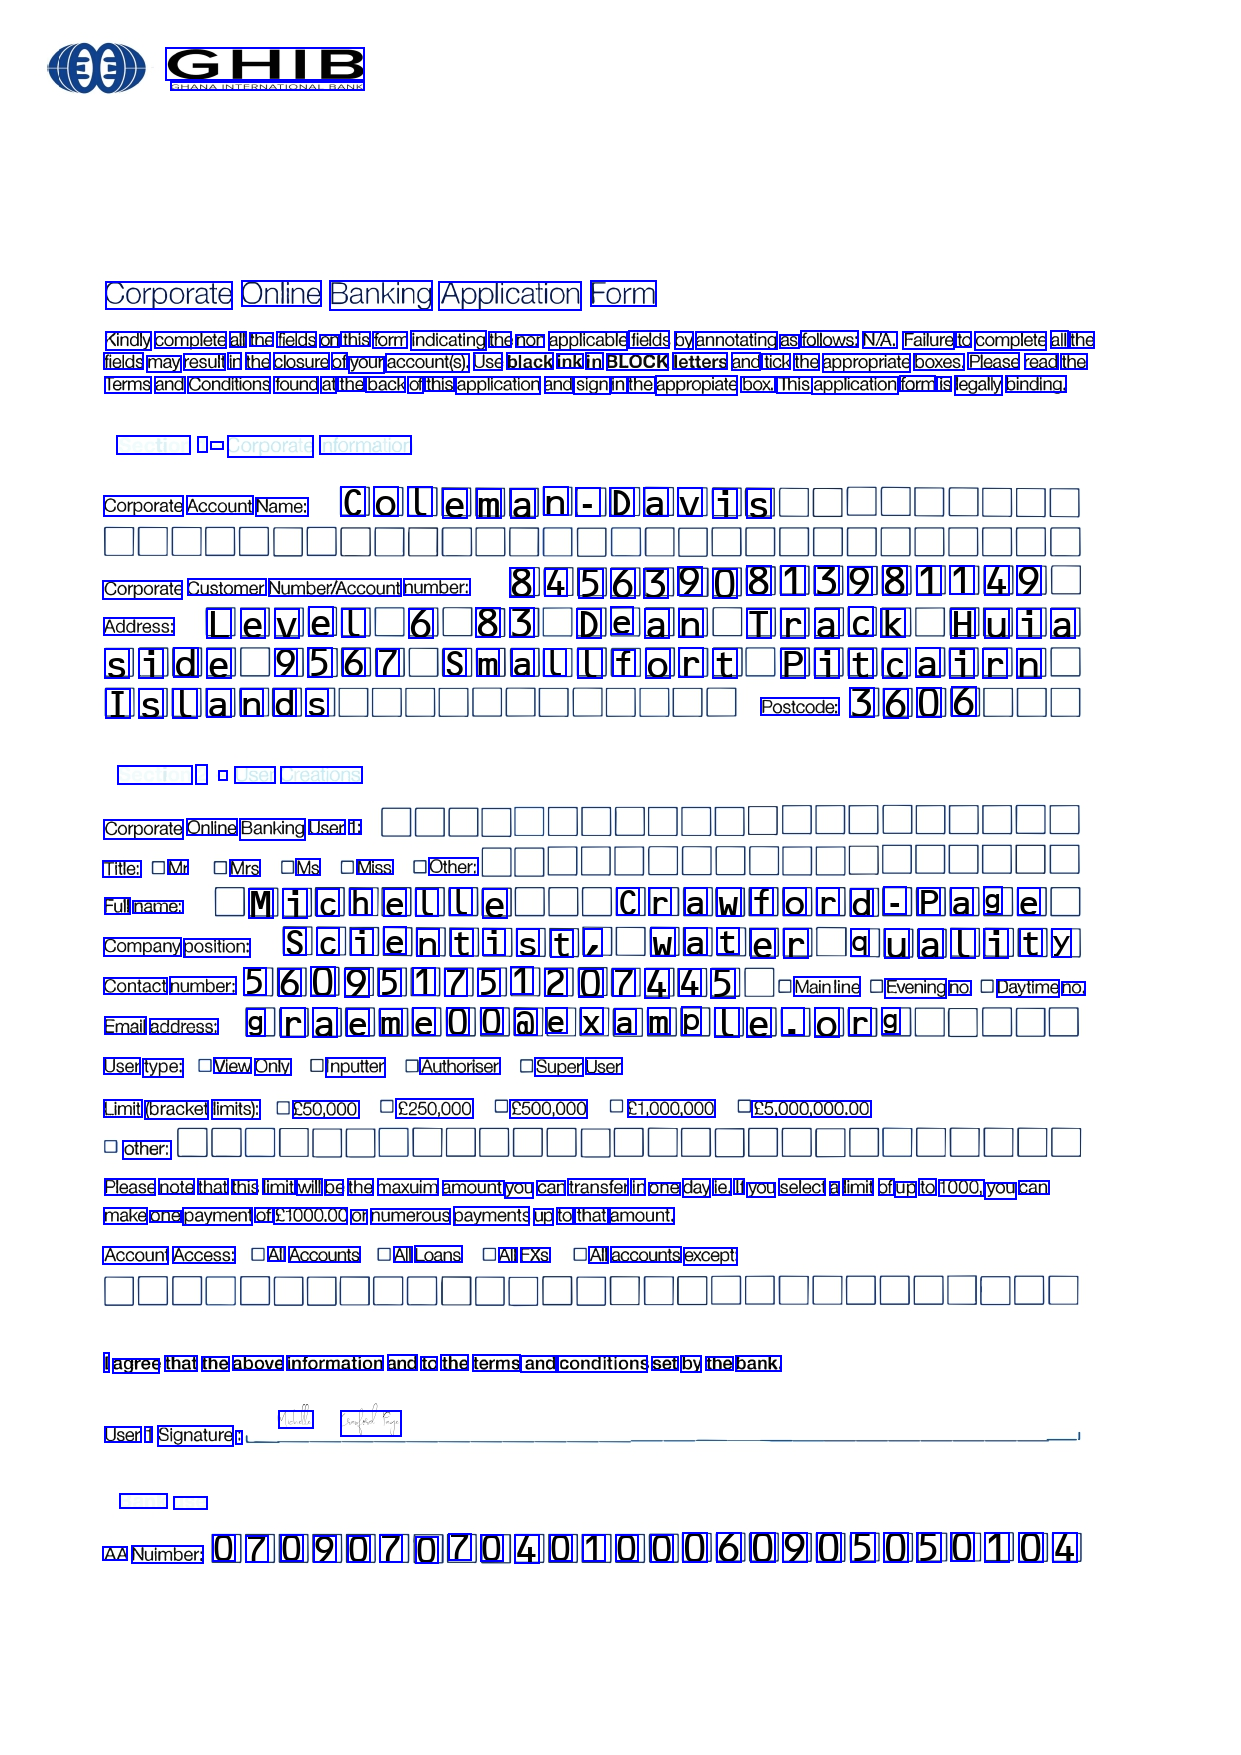 GHIB
GHANA INTERNATIONAL BANK
Corporate Online Banking Application Form
Kindly complete all the fields on this form indicating the non applicable fields by annotating as follows: N/A. Failure to complete all the
fields may result in the closure of your account(s). Use black ink in BLOCK letters and tick the appropriate boxes. Please read the
Terms and Conditions found at the back of this application and sign in the appropiate box. This application form is legally binding.
Corporate Information
Corporate Account Name: Coleman-Davis
Corporate Customer Number/Account number: 8456390813981149
Address: Level 683 Dean Track Huia
side 9567 Smallfort Pitcairn
Islands Postcode: 3606
Section - User Creations
Corporate Online Banking User 1:
Title: Mr Mrs Ms Miss Other:
Full name: Michelle Crawford-Page
Company position: Scientist, water quality
Contact number: 560951751207445 Main line Evening no Daytime no.
Email address: graeme00@example.org
User type: View Only Inputter Authoriser Super User
Limit (bracket limits): £50,000 £250,000 £500,000 £1,000,000 £5,000,000.00
other:
Please note that this limit will be the maxuim amount you can transfer in one day ie. If you select a limit of up to 1000, you can
make one payment of £1000.00 or numerous payments up to that amount.
Account Access: All Accounts All Loans All FXs All accounts except
I agree that the above information and to the terms and conditions set by the bank.
User 1 Signature: Michelle Crawford-Page
AA Nuimber: 07090707040100060905050104